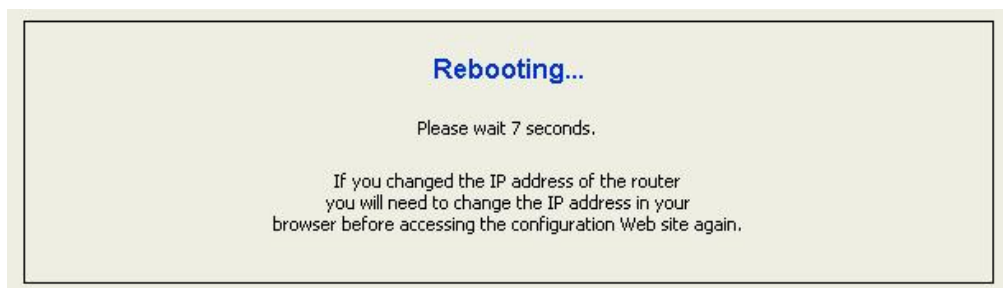 Rebooting...
Please wait 7 seconds.
If you changed the IP address of the router
you will need to change the IP address in your
browser before accessing the configuration Web site again.